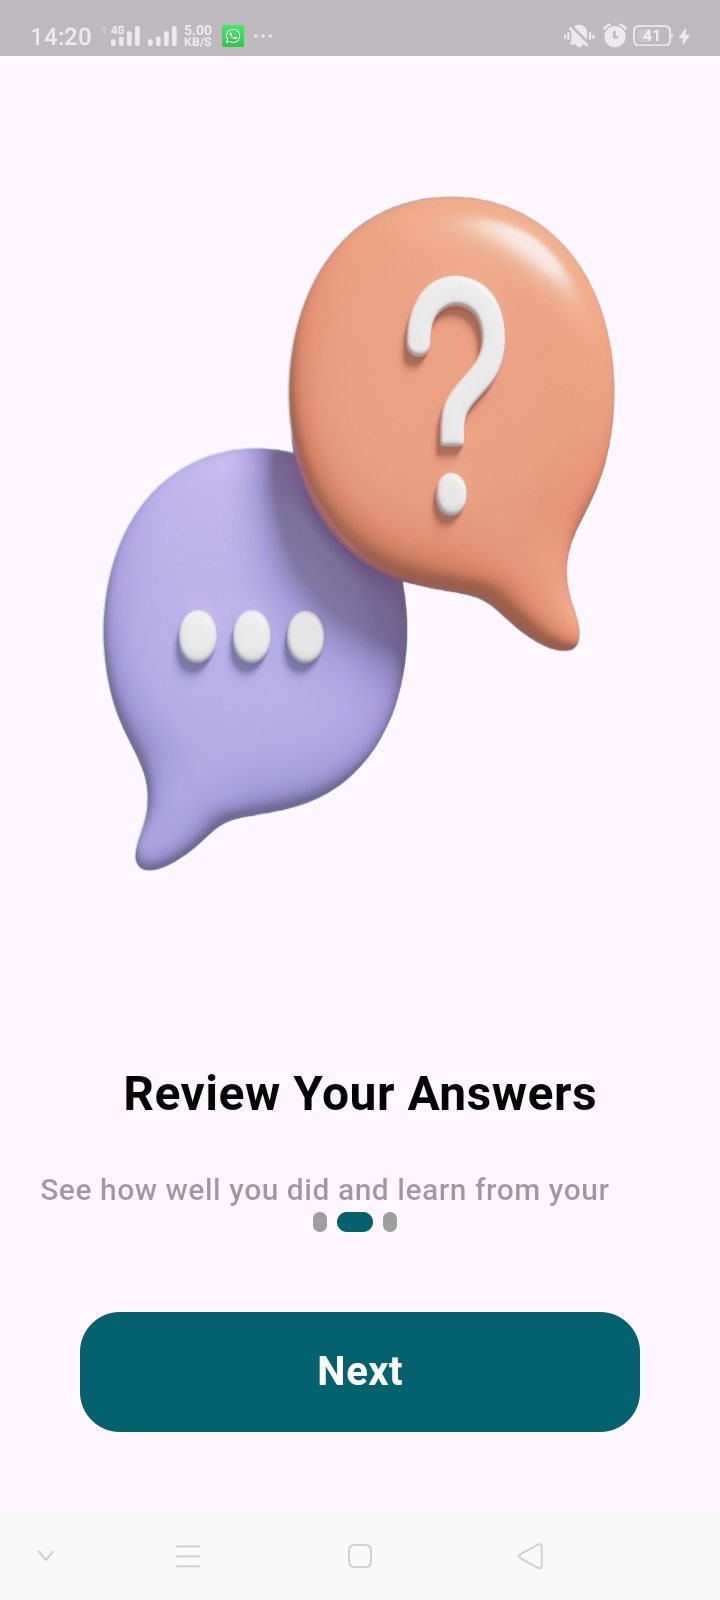 14:20 4G 5.00 KB/S ... 41
?
Review Your Answers
See how well you did and learn from your
Next